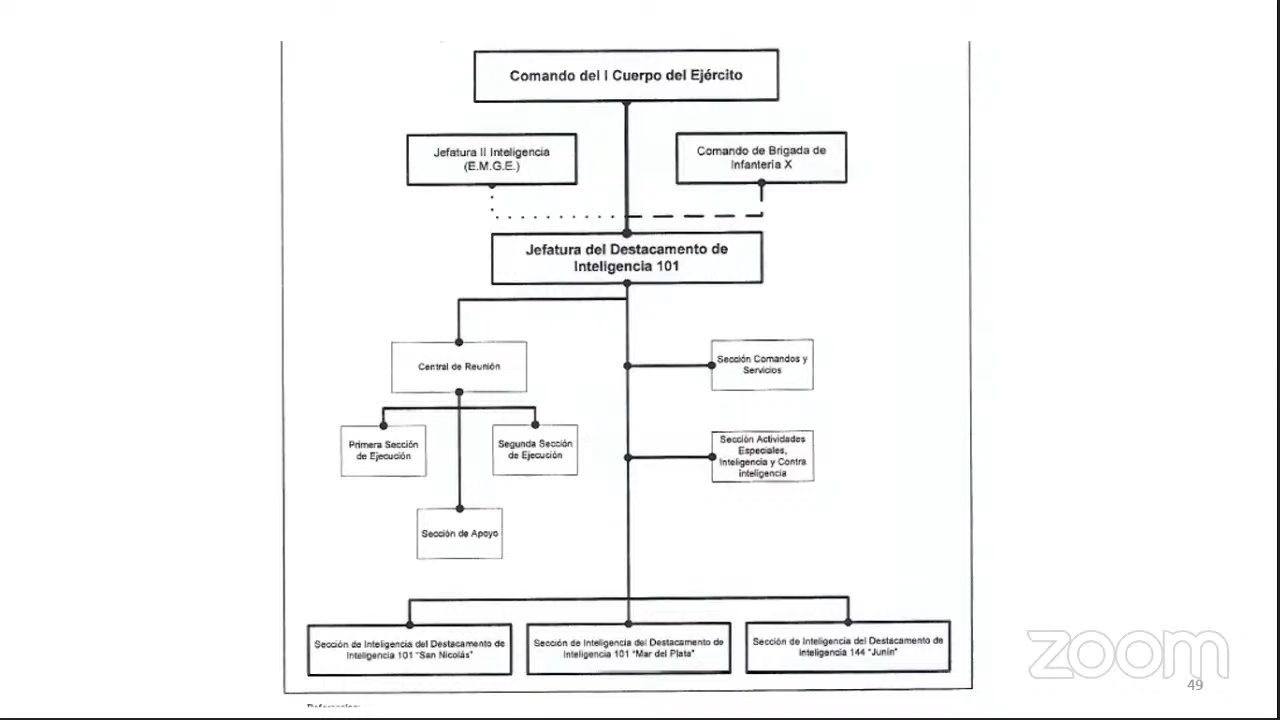 Comando del I Cuerpo del Ejército
Jefatura II Inteligencia
(E.M.G.E.)
Comando de Brigada de
Infantería X
Jefatura del Destacamento de
Inteligencia 101
Central de Reunión
Sección Comandos y
Servicios
Primera Sección
de Ejecución
Segunda Sección
de Ejecución
Sección Actividades
Especiales,
Inteligencia y Contra
inteligencia
Sección de Apoyo
Sección de Inteligencia del Destacamento de
Inteligencia 101 "San Nicolás"
Sección de Inteligencia del Destacamento de
Inteligencia 101 "Mar del Plata"
Sección de Inteligencia del Destacamento de
Inteligencia 144 "Junín"
zoom
49